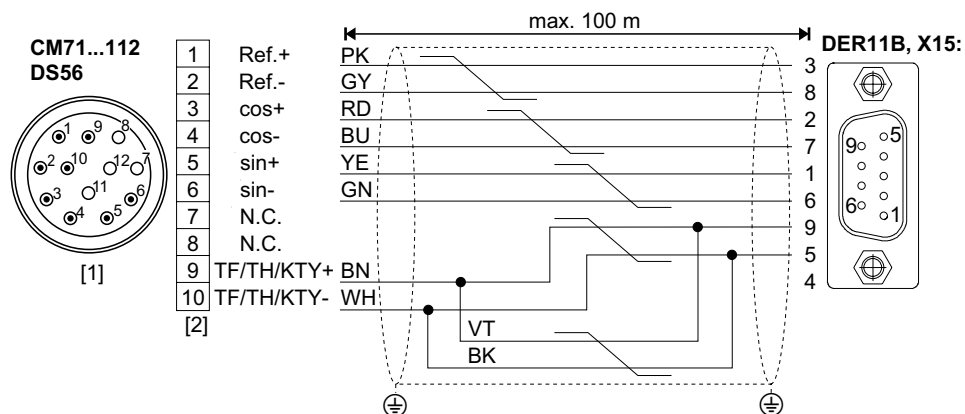 max. 100 m
CM71...112
DS56
DER11B, X15:
1 Ref.+ PK 3
2 Ref.- GY 8
3 cos+ RD 2
4 cos- BU 7
5 sin+ YE 1
6 sin- GN 6
7 N.C. 9
8 N.C. 5
9 TF/TH/KTY+ BN 4
10 TF/TH/KTY- WH
VT
BK
1 9 8
2 10 12 7
11
3 6
4 5
[1]
[2]
5
9
6
1